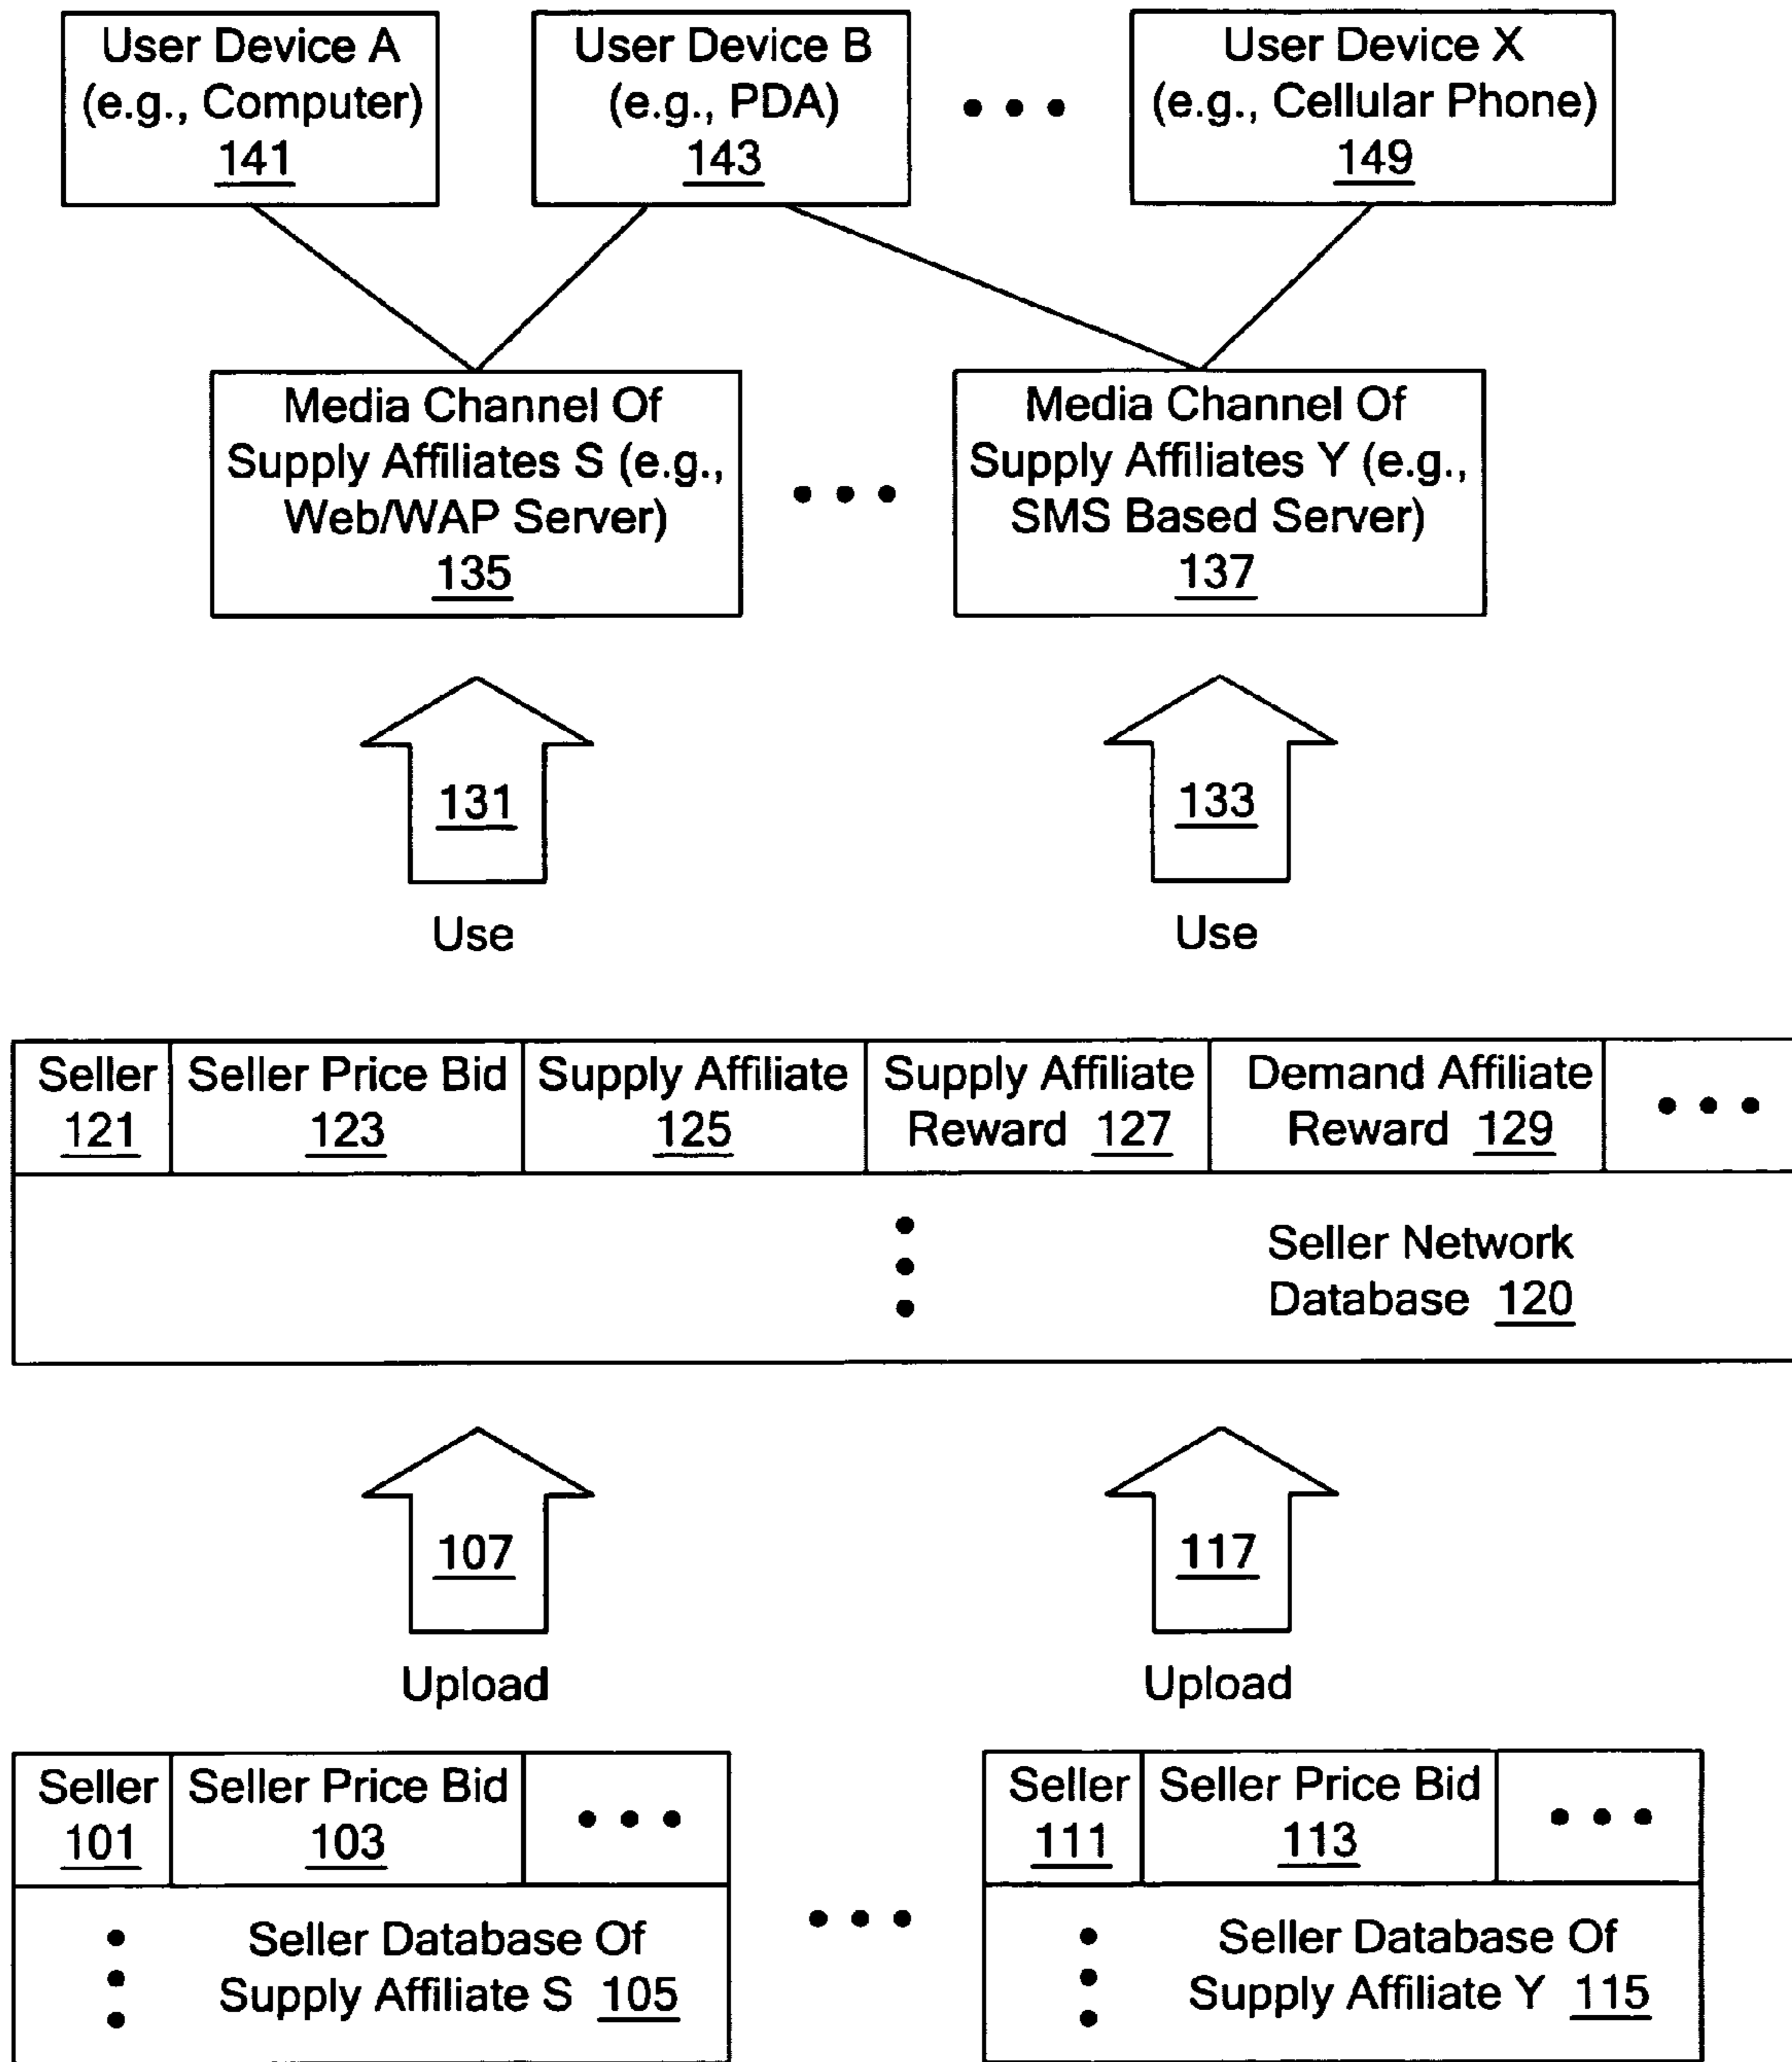 User Device A
(e.g., Computer)
141
User Device B
(e.g., PDA)
143
User Device X
(e.g., Cellular Phone)
149
Media Channel Of
Supply Affiliates S (e.g.,
Web/WAP Server)
135
Media Channel Of
Supply Affiliates Y (e.g.,
SMS Based Server)
137
131
Use
133
Use
Seller
121
Seller Price Bid
123
Supply Affiliate
125
Supply Affiliate
Reward 127
Demand Affiliate
Reward 129
Seller Network
Database 120
107
Upload
117
Upload
Seller
101
Seller Price Bid
103
Seller Database Of
Supply Affiliate S 105
Seller
111
Seller Price Bid
113
Seller Database Of
Supply Affiliate Y 115